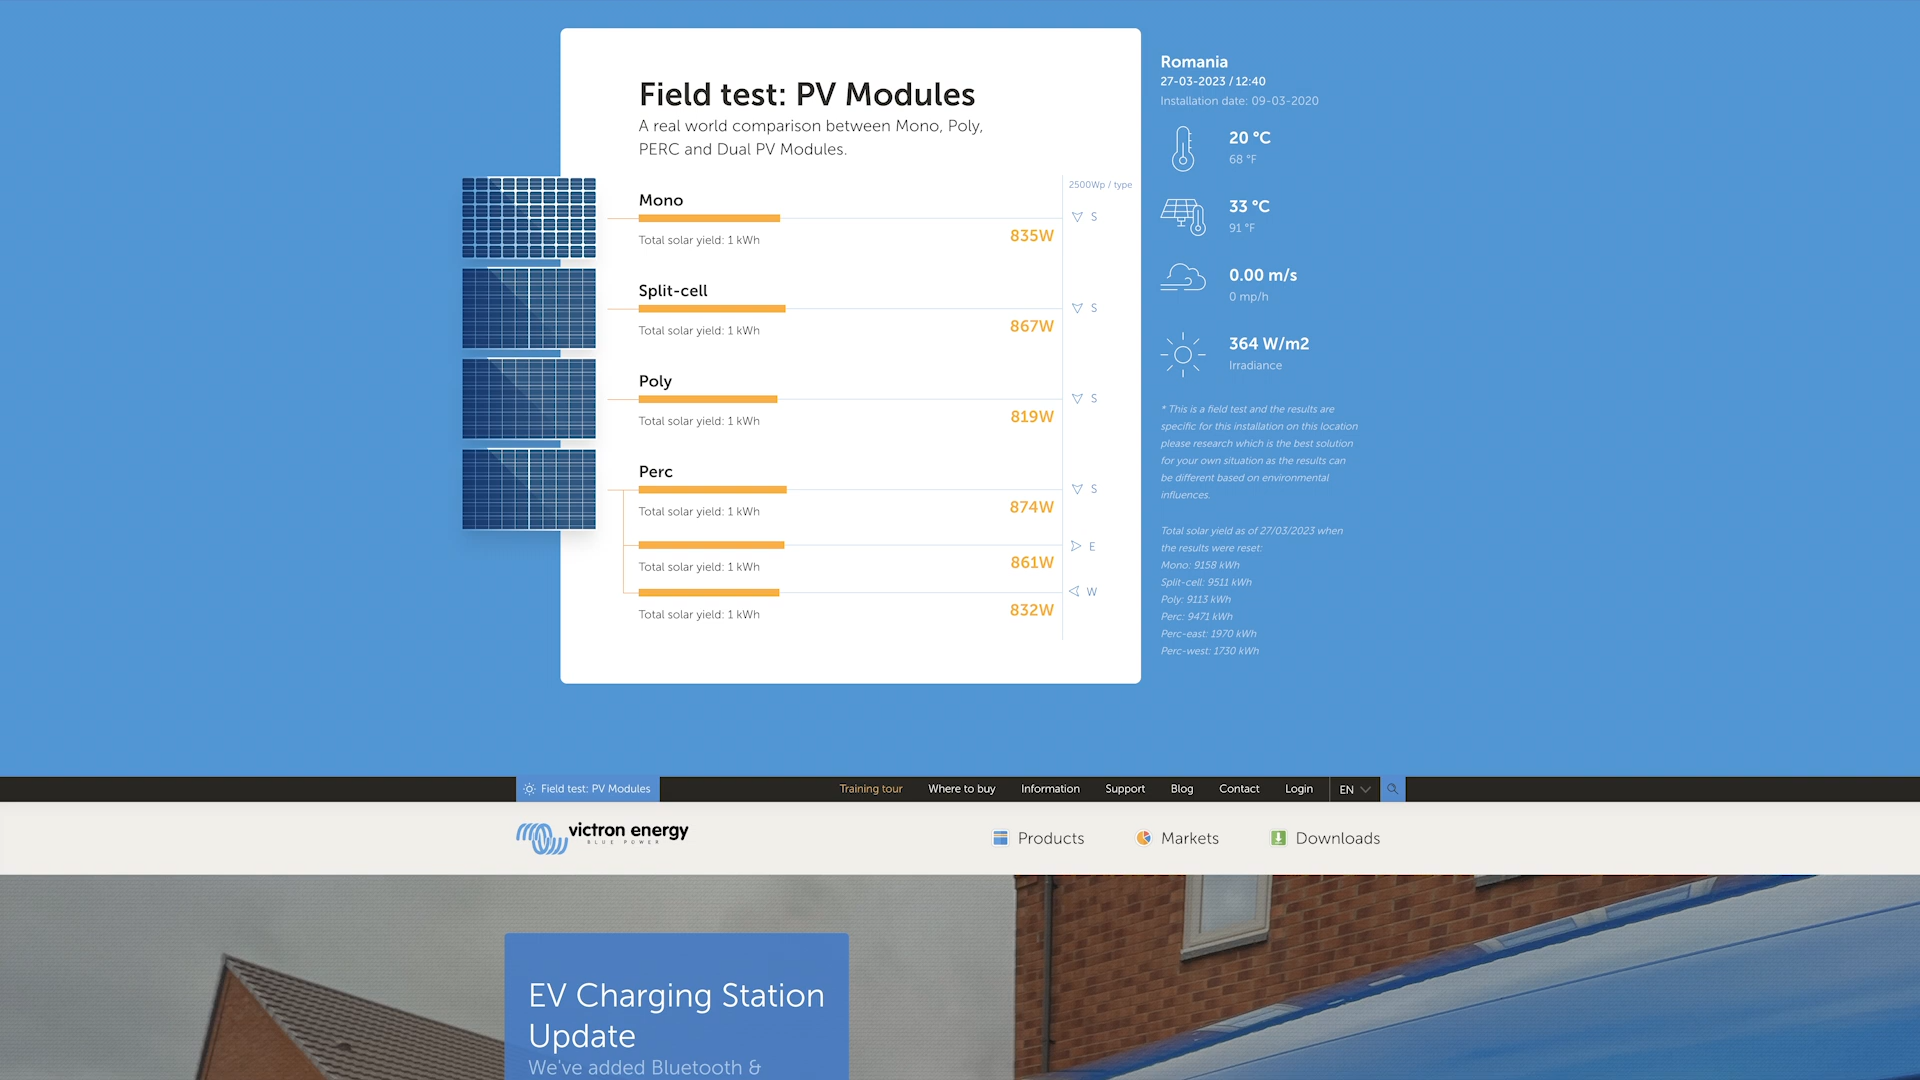 Field test: PV Modules
A real world comparison between Mono, Poly,
PERC and Dual PV Modules.
2500Wp / type
Mono
S
Total solar yield: 1 kWh
835W
Split-cell
S
Total solar yield: 1 kWh
867W
Poly
S
Total solar yield: 1 kWh
819W
Perc
S
Total solar yield: 1 kWh
874W
E
Total solar yield: 1 kWh
861W
W
Total solar yield: 1 kWh
832W
Romania
27-03-2023 / 12:40
Installation date: 09-03-2020
20 °C
68 °F
33 °C
91 °F
0.00 m/s
0 mp/h
364 W/m2
Irradiance
* This is a field test and the results are
specific for this installation on this location
please research which is the best solution
for your own situation as the results can
be different based on environmental
influences.
Total solar yield as of 27/03/2023 when
the results were reset:
Mono: 9158 kWh
Split-cell: 9511 kWh
Poly: 9113 kWh
Perc: 9471 kWh
Perc-east: 1970 kWh
Perc-west: 1730 kWh
Field test: PV Modules
Training tour
Where to buy
Information
Support
Blog
Contact
Login
EN
victron energy
BLUE POWER
Products
Markets
Downloads
EV Charging Station
Update
We've added Bluetooth &